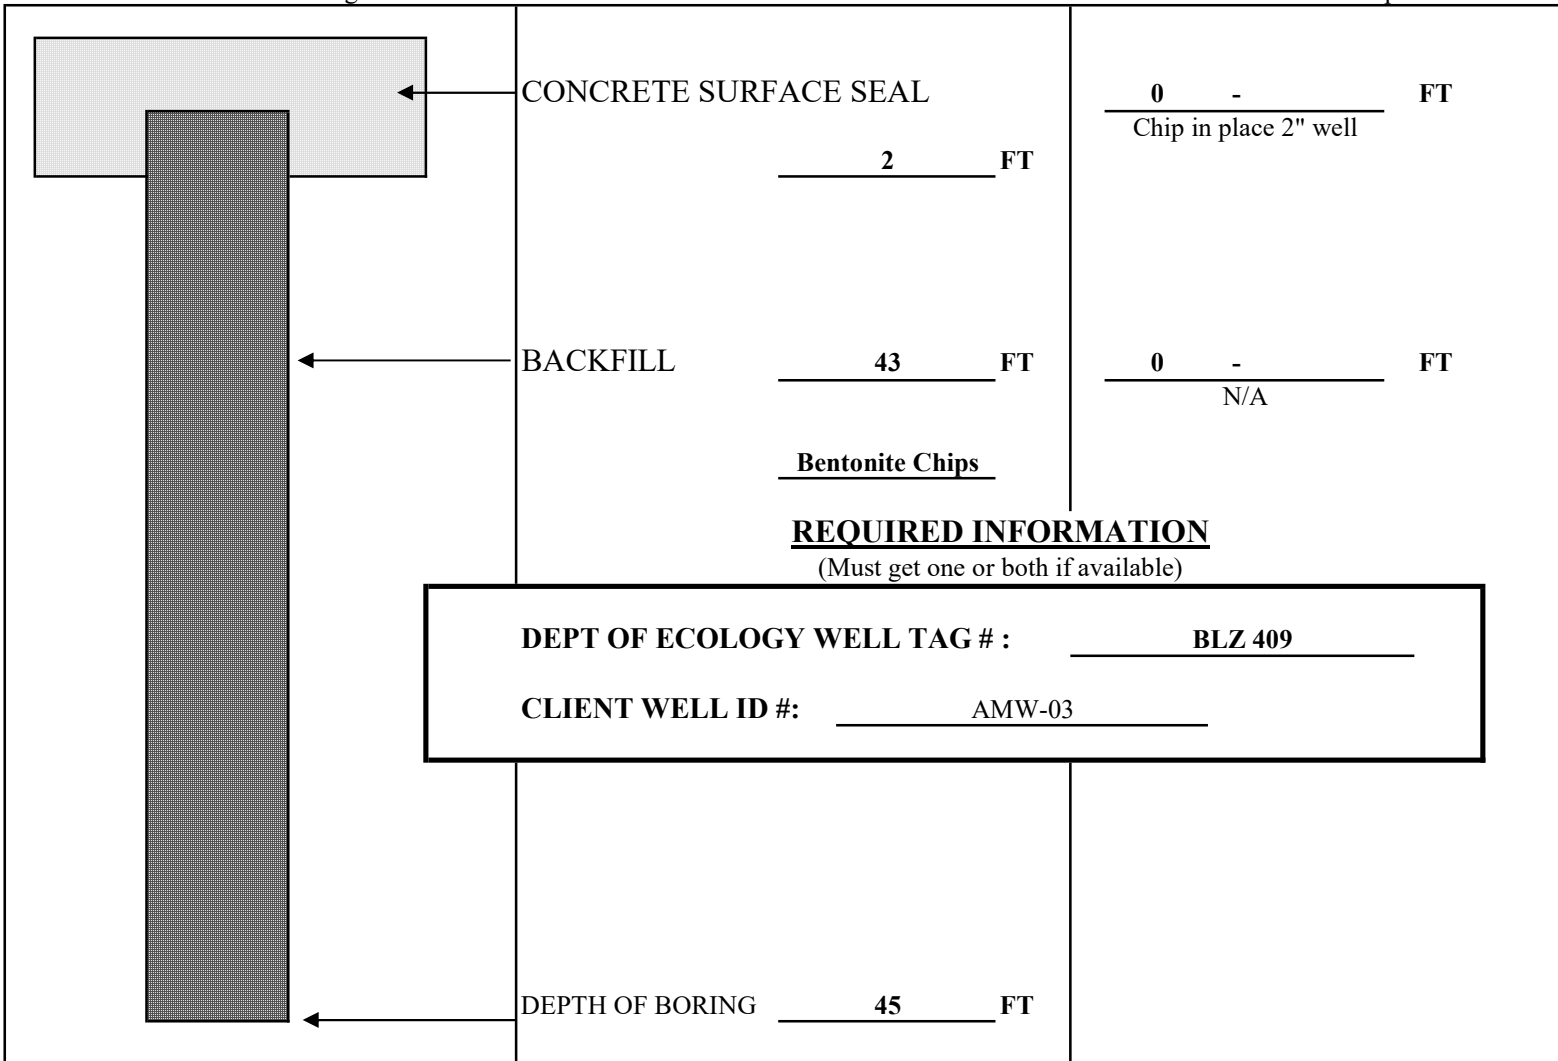 CONCRETE SURFACE SEAL 0 - FT
Chip in place 2" well
2 FT
BACKFILL 43 FT 0 - FT
N/A
Bentonite Chips
REQUIRED INFORMATION
(Must get one or both if available)
DEPT OF ECOLOGY WELL TAG # : BLZ 409
CLIENT WELL ID #: AMW-03
DEPTH OF BORING 45 FT